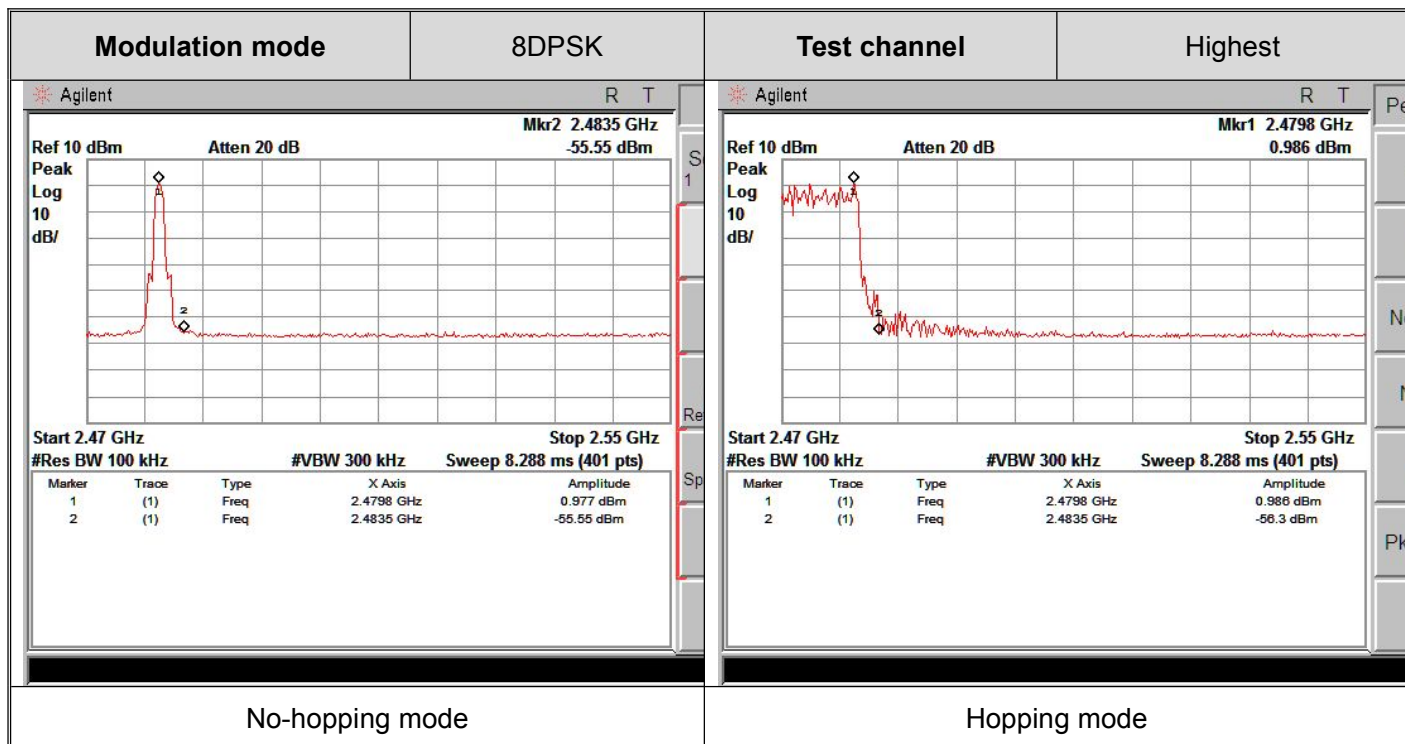 Modulation mode 8DPSK Test channel Highest
Agilent R T
Mkr2 2.4835 GHz
Ref 10 dBm Atten 20 dB -55.55 dBm
Peak
Log
10
dB/
1
2
Start 2.47 GHz Stop 2.55 GHz
#Res BW 100 kHz #VBW 300 kHz Sweep 8.288 ms (401 pts)
Marker Trace Type X Axis Amplitude
1 (1) Freq 2.4798 GHz 0.977 dBm
2 (1) Freq 2.4835 GHz -55.55 dBm
1
Agilent R T
Mkr1 2.4798 GHz
Ref 10 dBm Atten 20 dB 0.986 dBm
Peak
Log
10
dB/
1
2
Start 2.47 GHz Stop 2.55 GHz
#Res BW 100 kHz #VBW 300 kHz Sweep 8.288 ms (401 pts)
Marker Trace Type X Axis Amplitude
1 (1) Freq 2.4798 GHz 0.986 dBm
2 (1) Freq 2.4835 GHz -56.3 dBm
No-hopping mode Hopping mode